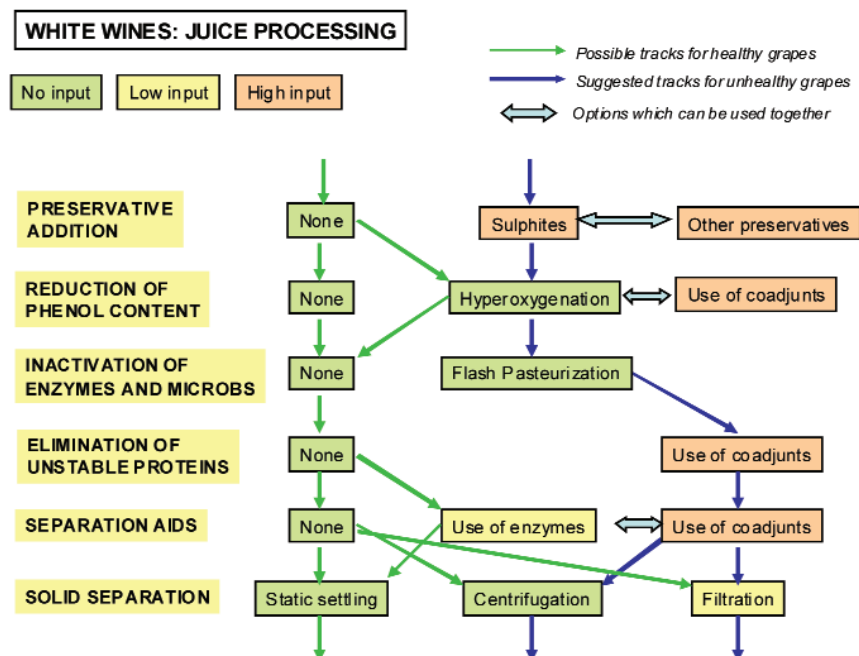 WHITE WINES: JUICE PROCESSING
No input
Low input
High input
Possible tracks for healthy grapes
Suggested tracks for unhealthy grapes
Options which can be used together
PRESERVATIVE
ADDITION
None
Sulphites
Other preservatives
REDUCTION OF
PHENOL CONTENT
None
Hyperoxygenation
Use of coadjunts
INACTIVATION OF
ENZYMES AND MICROBS
None
Flash Pasteurization
ELIMINATION OF
UNSTABLE PROTEINS
None
Use of coadjunts
SEPARATION AIDS
None
Use of enzymes
Use of coadjunts
SOLID SEPARATION
Static settling
Centrifugation
Filtration